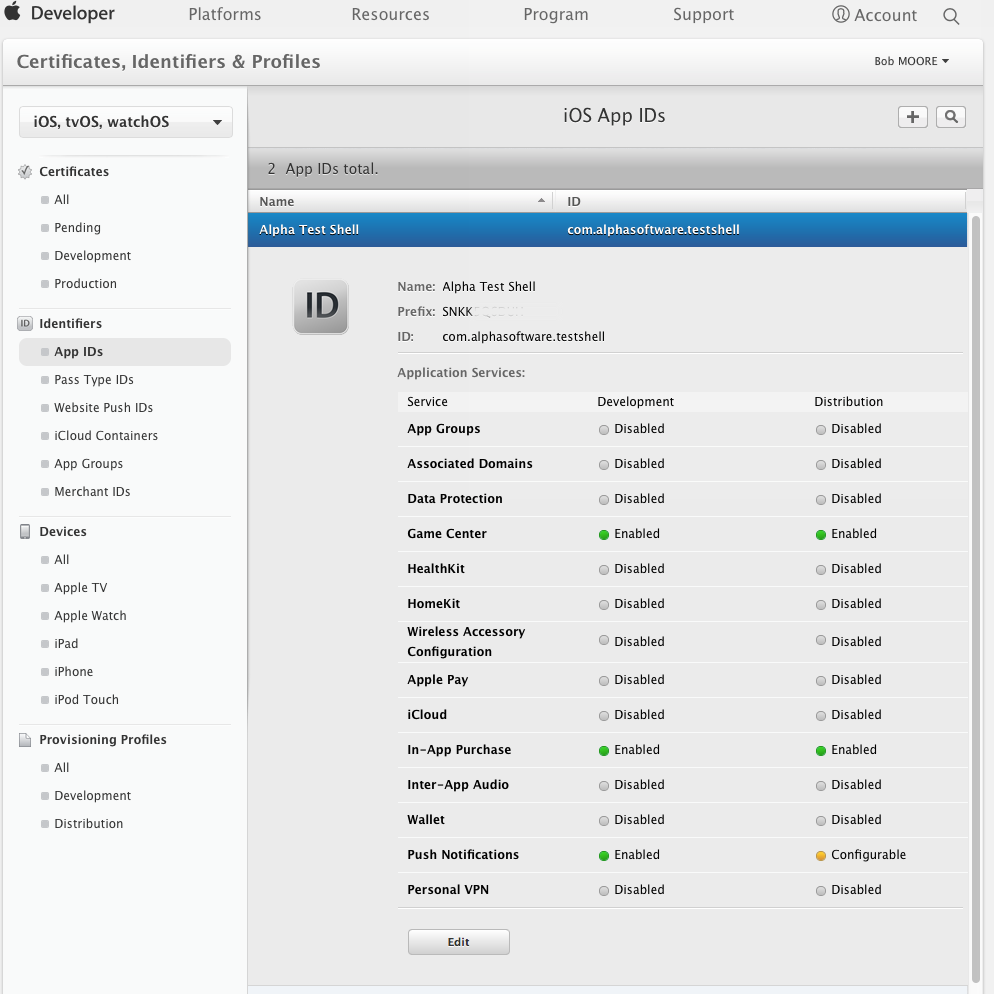 Developer Platforms Resources Program Support Account
Certificates, Identifiers & Profiles Bob MOORE
iOS, tvOS, watchOS
Certificates
All
Pending
Development
Production
ID Identifiers
App IDs
Pass Type IDs
Website Push IDs
iCloud Containers
App Groups
Merchant IDs
Devices
All
Apple TV
Apple Watch
iPad
iPhone
iPod Touch
Provisioning Profiles
All
Development
Distribution
iOS App IDs
2 App IDs total.
Name ID
Alpha Test Shell com.alphasoftware.testshell
ID
Name: Alpha Test Shell
Prefix: SNKK
ID: com.alphasoftware.testshell
Application Services:
Service Development Distribution
App Groups Disabled Disabled
Associated Domains Disabled Disabled
Data Protection Disabled Disabled
Game Center Enabled Enabled
HealthKit Disabled Disabled
HomeKit Disabled Disabled
Wireless Accessory
Configuration Disabled Disabled
Apple Pay Disabled Disabled
iCloud Disabled Disabled
In-App Purchase Enabled Enabled
Inter-App Audio Disabled Disabled
Wallet Disabled Disabled
Push Notifications Enabled Configurable
Personal VPN Disabled Disabled
Edit